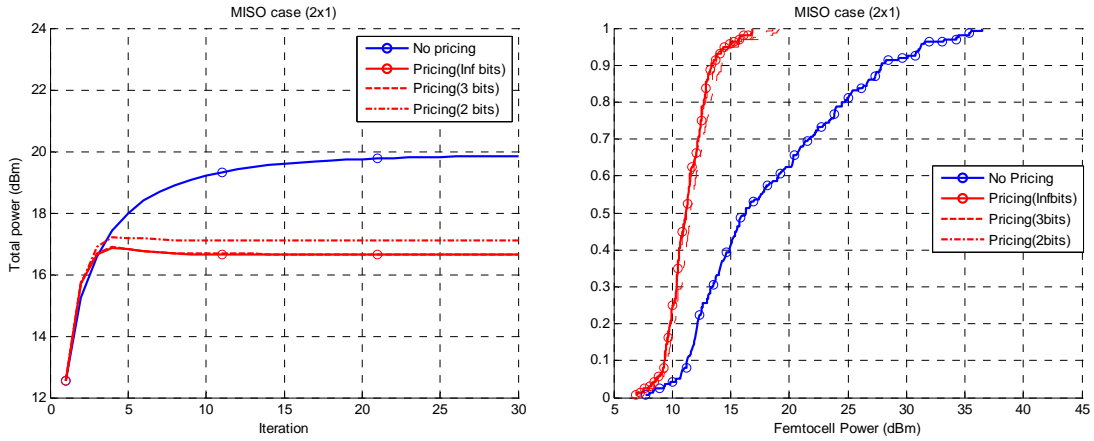 MISO case (2x1)
24
22
20
18
16
14
12
0
5
10
15
20
25
30
Total power (dBm)
Iteration
No pricing
Pricing(Inf bits)
Pricing(3 bits)
Pricing(2 bits)
MISO case (2x1)
1
0.9
0.8
0.7
0.6
0.5
0.4
0.3
0.2
0.1
0
5
10
15
20
25
30
35
40
45
Femtocell Power (dBm)
No Pricing
Pricing(Infbits)
Pricing(3bits)
Pricing(2bits)